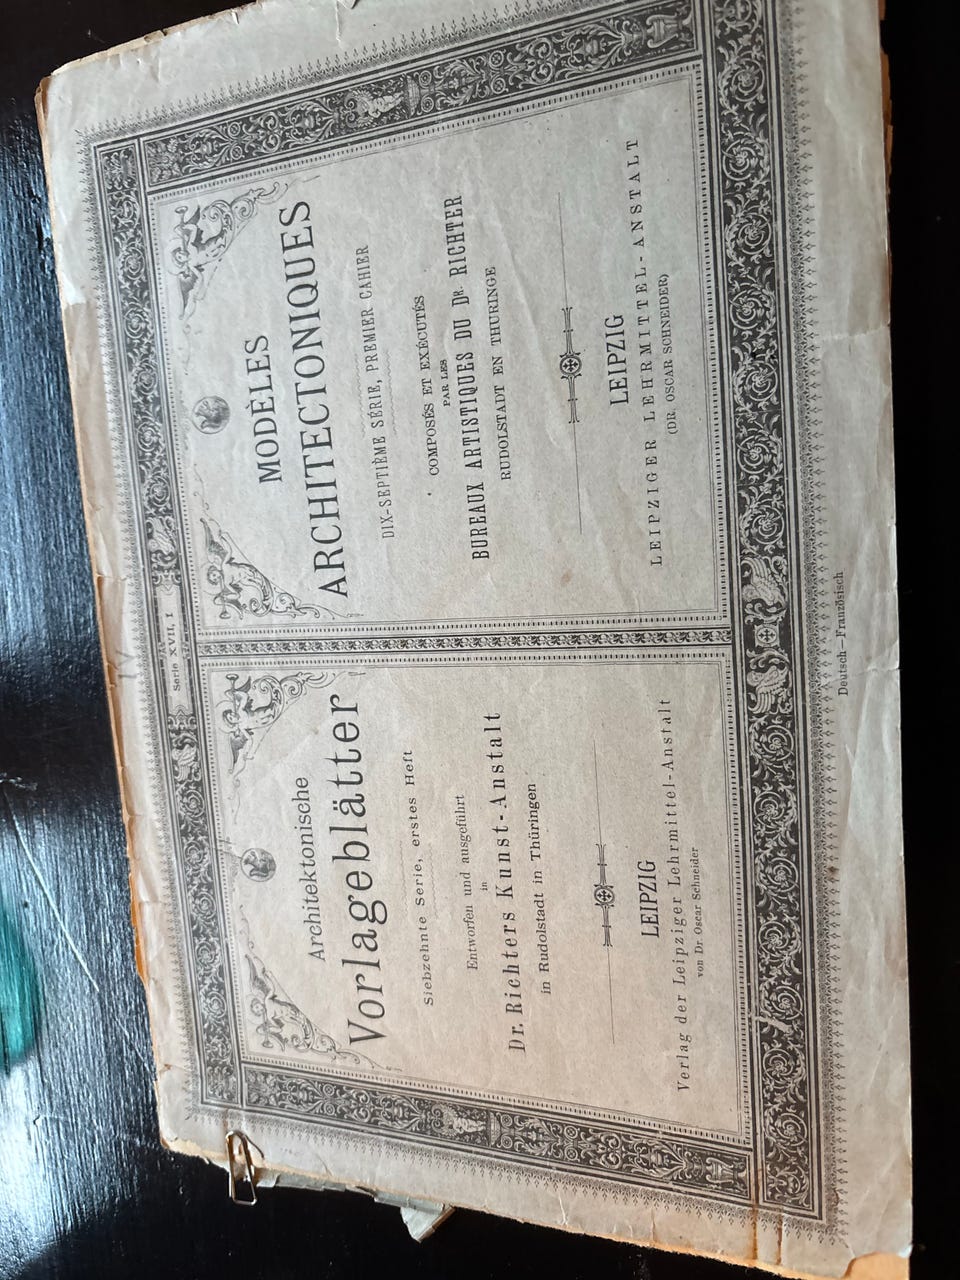 Serie XVII, I
Architektonische
Vorlageblätter
Siebzehnte Serie, erstes Heft
Entworfen und ausgeführt
in
Dr. Richters Kunst-Anstalt
in Rudolstadt in Thüringen
LEIPZIG
Verlag der Leipziger Lehrmittel-Anstalt
von Dr. Oscar Schneider
MODÈLES
ARCHITECTONIQUES
DIX-SEPTIÈME SÉRIE, PREMIER CAHIER
COMPOSÉS ET EXÉCUTÉS
PAR LES
BUREAUX ARTISTIQUES DU DR. RICHTER
RUDOLSTADT EN THURINGE
LEIPZIG
LEIPZIGER LEHRMITTEL-ANSTALT
(DR. OSCAR SCHNEIDER)
Deutsch—Französisch